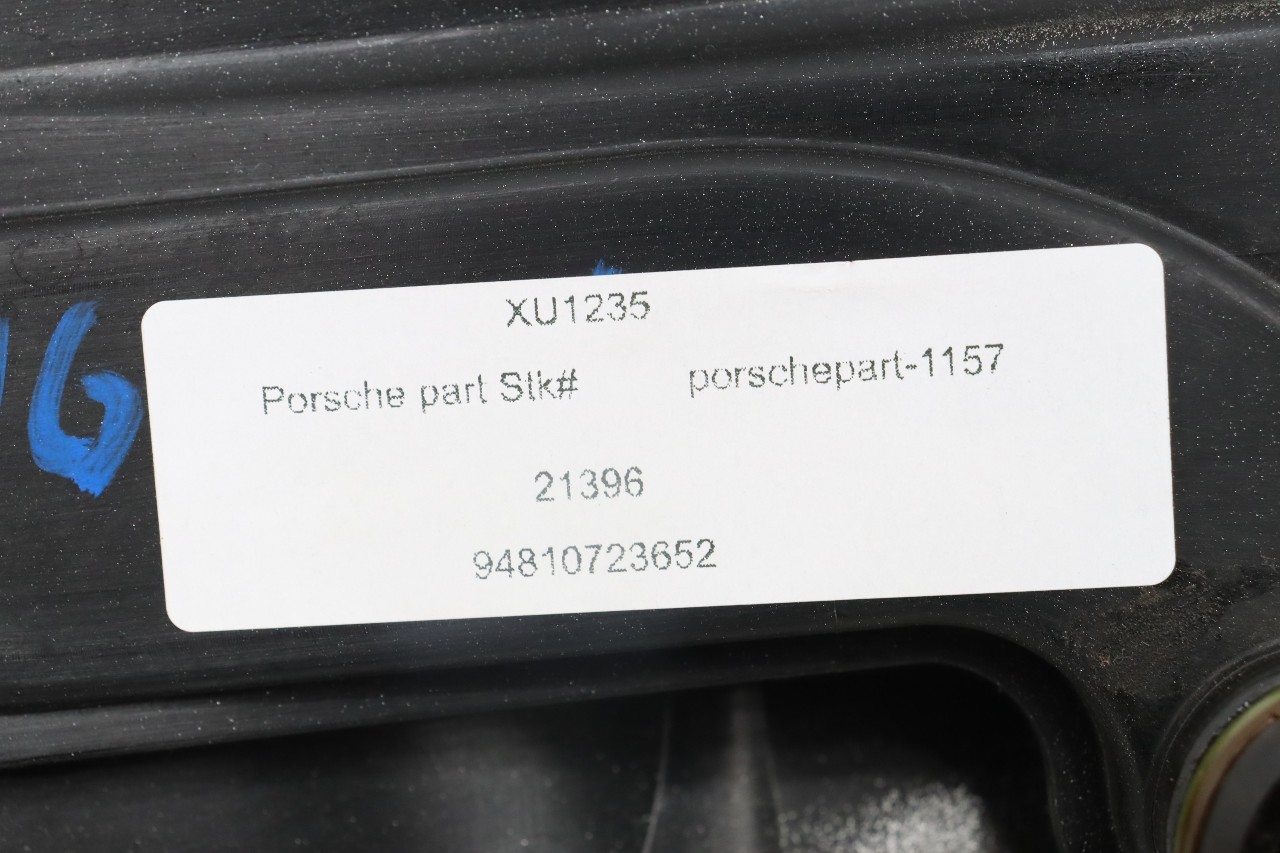 XU1235
Porsche part Stk# porschepart-1157
21396
94810723652